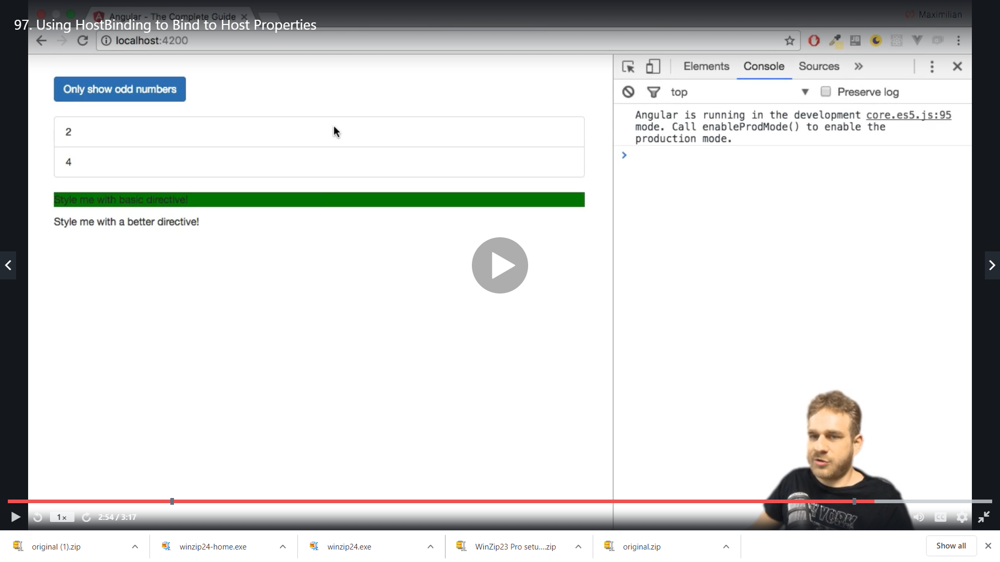 Angular - The Complete Guide
Maximilian
97. Using HostBinding to Bind to Host Properties
localhost:4200
JB
Elements Console Sources
Only show odd numbers
top
Preserve log
Angular is running in the development core.es5.js:95
mode. Call enableProdMode() to enable the
production mode.
2
4
Style me with basic directive!
Style me with a better directive!
YORK
1x
2:54 / 3:17
CC
original (1).zip
winzip24-home.exe
winzip24.exe
WinZip23 Pro setu....zip
original.zip
Show all